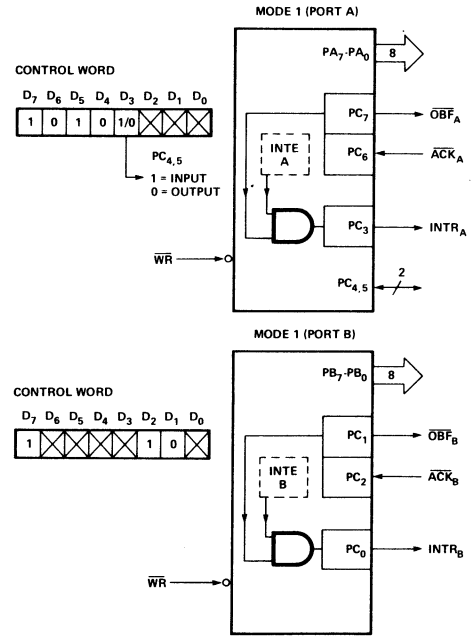 MODE 1 (PORT A)
PA7-PA0
8
CONTROL WORD
D7 D6 D5 D4 D3 D2 D1 D0
1 0 1 0 1/0
PC4,5
1 = INPUT
0 = OUTPUT
INTE
A
PC7
OBFA
PC6
ACKA
PC3
INTRA
WR
PC4,5
2
MODE 1 (PORT B)
PB7-PB0
8
CONTROL WORD
D7 D6 D5 D4 D3 D2 D1 D0
1 1 0
INTE
B
PC1
OBFB
PC2
ACKB
PC0
INTRB
WR